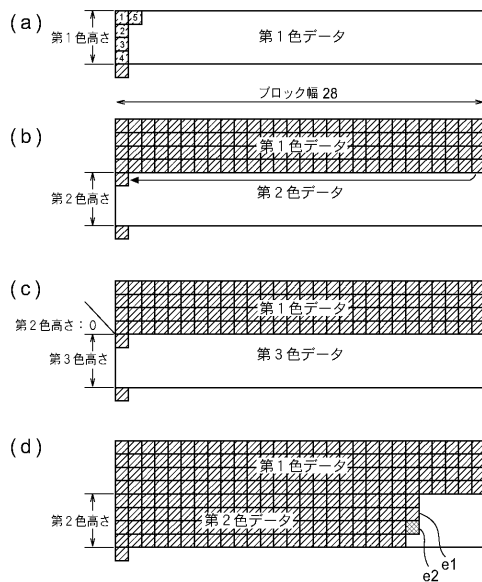 (a)
第1色高さ
1 5
2
3
4
第1色データ
ブロック幅 28
(b)
第1色データ
第2色高さ
第2色データ
(c)
第1色データ
第2色高さ：0
第3色高さ
第3色データ
(d)
第1色データ
第2色高さ
第2色データ
e1
e2